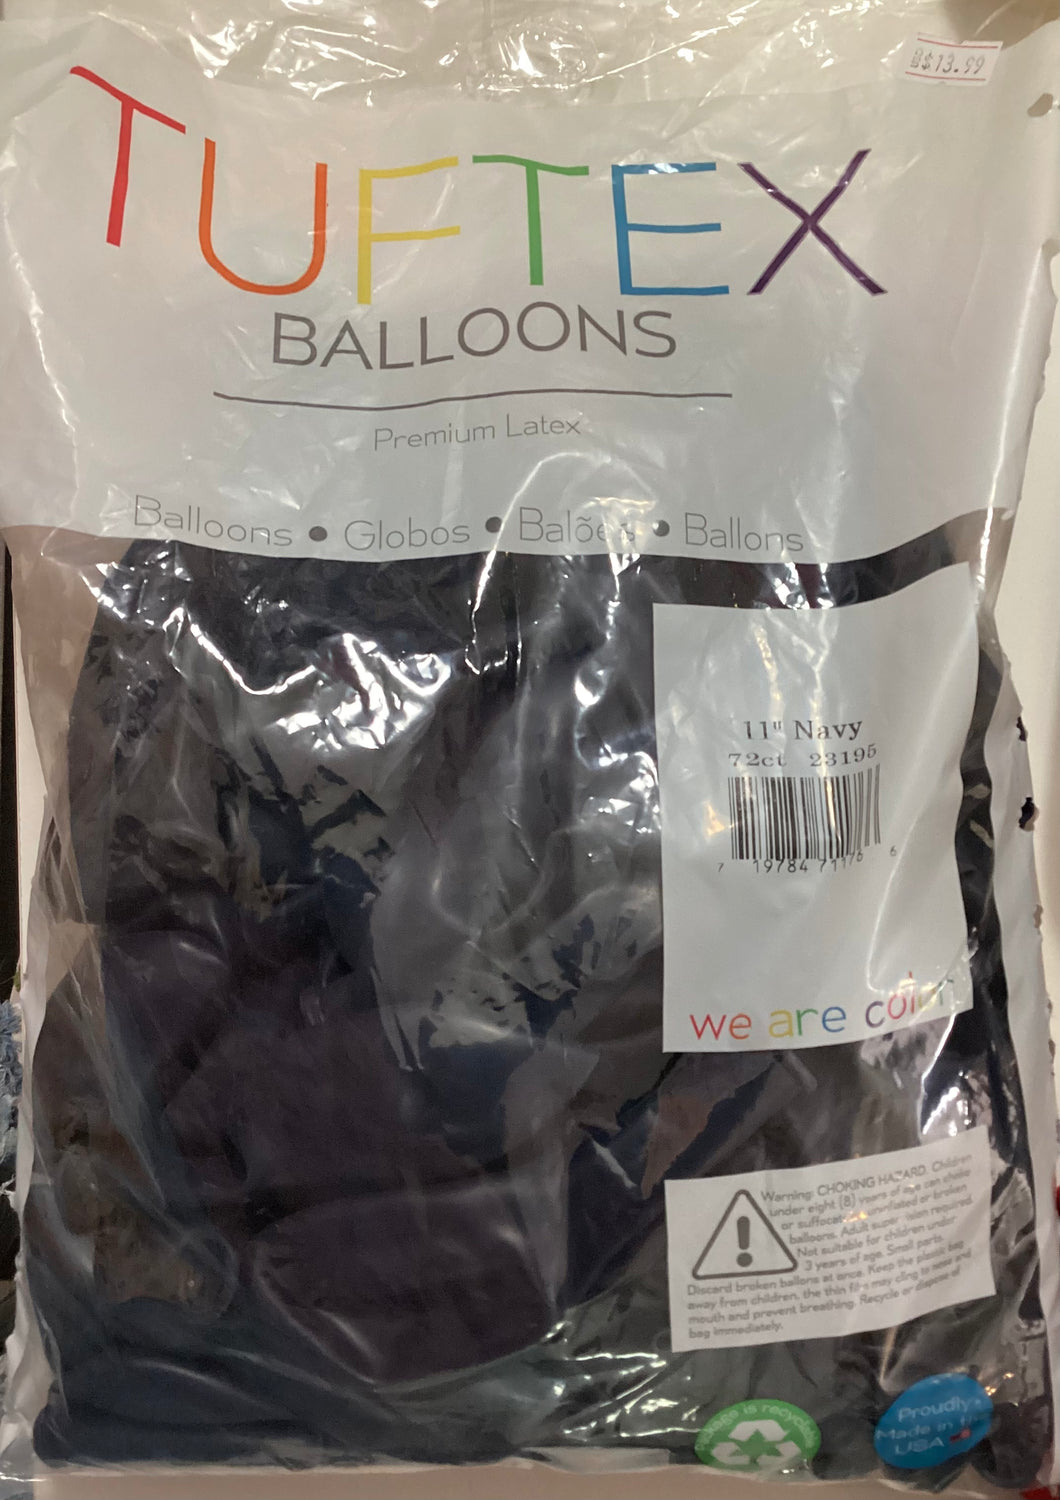 B$13.99
TUFTEX
BALLOONS
Premium Latex
Balloons • Globos • Balões • Ballons
11" Navy
72ct 23195
7 19784 71176 6
we are color
Warning: CHOKING HAZARD. Children
under eight (8) years of age can choke
or suffocate uninflated or broken
balloons. Adult supervision required.
Not suitable for children under
3 years of age. Small parts.
Discard broken ballons at once. Keep the plastic bag
away from children, the thin film may cling to nose and
mouth and prevent breathing. Recycle or dispose of
bag immediately.
is recyclable
Proudly
Made in the
USA